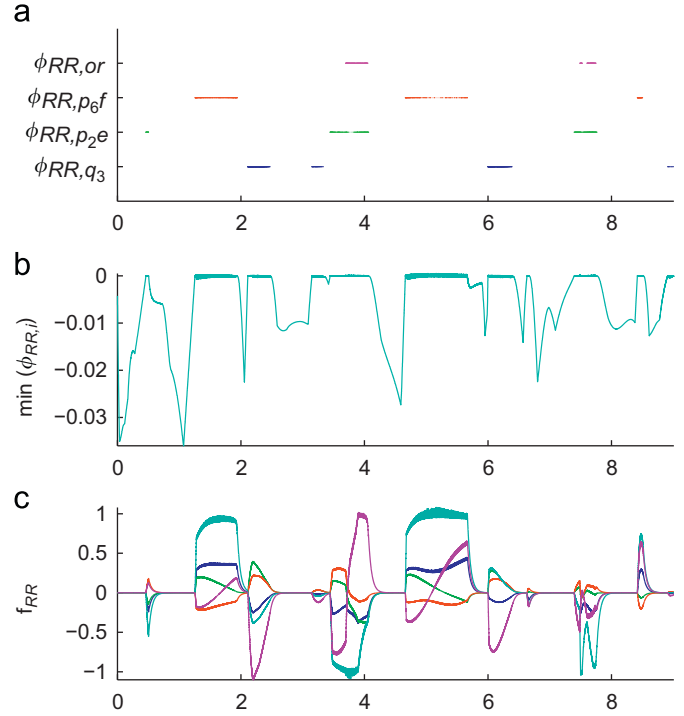 a
ϕRR,or
ϕRR,p6f
ϕRR,p2e
ϕRR,q3
0 2 4 6 8
b
0
−0.01
−0.02
−0.03
min (ϕRR,i)
0 2 4 6 8
c
1
0.5
0
−0.5
−1
fRR
0 2 4 6 8